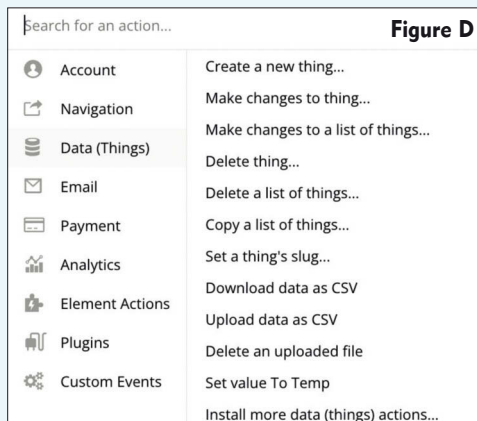 Search for an action...
Figure D
Account
Navigation
Data (Things)
Email
Payment
Analytics
Element Actions
Plugins
Custom Events
Create a new thing...
Make changes to thing...
Make changes to a list of things...
Delete thing...
Delete a list of things...
Copy a list of things...
Set a thing's slug...
Download data as CSV
Upload data as CSV
Delete an uploaded file
Set value To Temp
Install more data (things) actions...